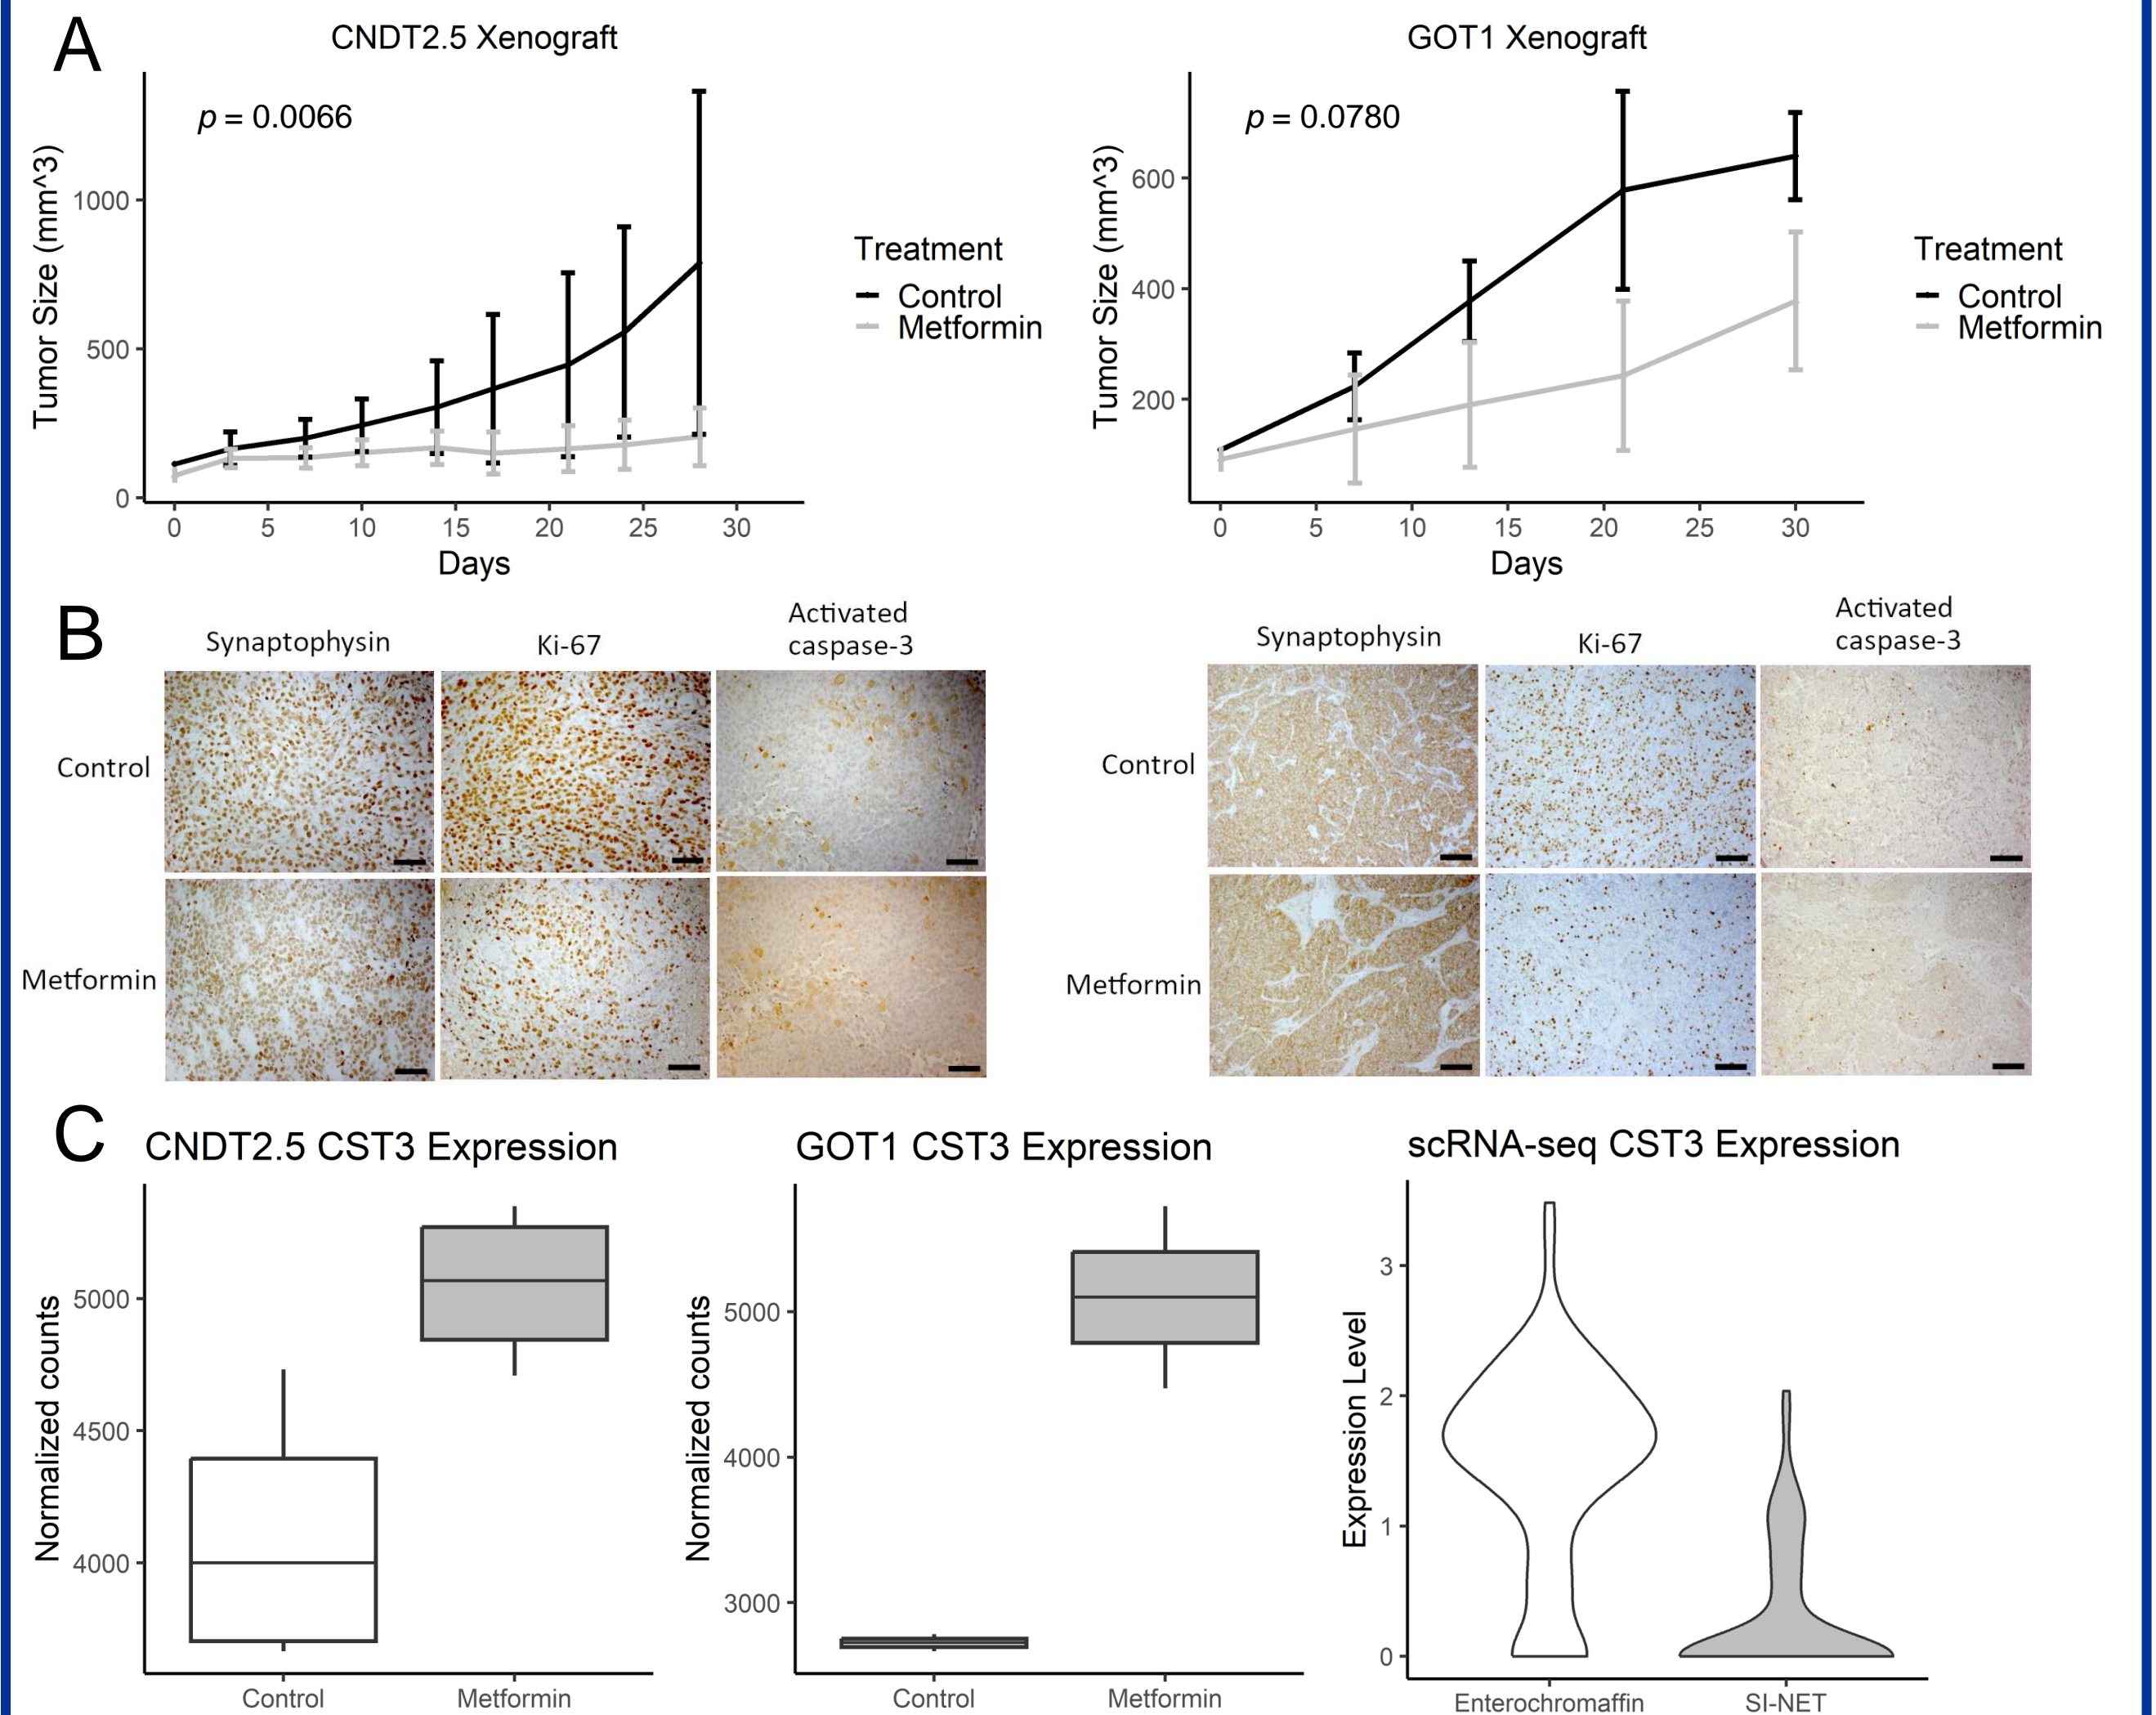 A
CNDT2.5 Xenograft
p = 0.0066
Tumor Size (mm^3)
1000
500
0
0 5 10 15 20 25 30
Days
Treatment
Control
Metformin
GOT1 Xenograft
p = 0.0780
Tumor Size (mm^3)
600
400
200
0 5 10 15 20 25 30
Days
Treatment
Control
Metformin
B
Synaptophysin Ki-67 Activated
caspase-3
Control
Metformin
Synaptophysin Ki-67 Activated
caspase-3
Control
Metformin
C
CNDT2.5 CST3 Expression
Normalized counts
5000
4500
4000
Control Metformin
GOT1 CST3 Expression
Normalized counts
5000
4000
3000
Control Metformin
scRNA-seq CST3 Expression
Expression Level
3
2
1
0
Enterochromaffin SI-NET